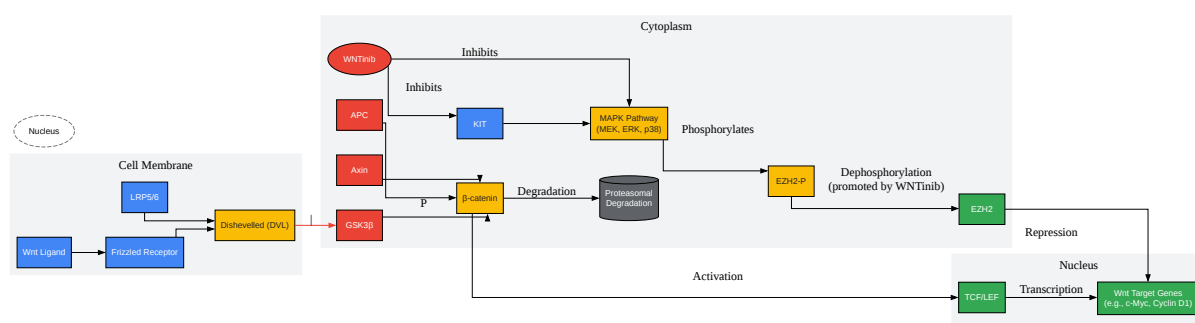 Cytoplasm
WNTinib
Inhibits
Inhibits
APC
KIT
MAPK Pathway
(MEK, ERK, p38)
Phosphorylates
Nucleus
Cell Membrane
Axin
LRP5/6
β-catenin
Degradation
Proteasomal
Degradation
EZH2-P
Dephosphorylation
(promoted by WNTinib)
P
EZH2
Dishevelled (DVL)
GSK3β
Wnt Ligand
Frizzled Receptor
Repression
Nucleus
Activation
TCF/LEF
Transcription
Wnt Target Genes
(e.g., c-Myc, Cyclin D1)